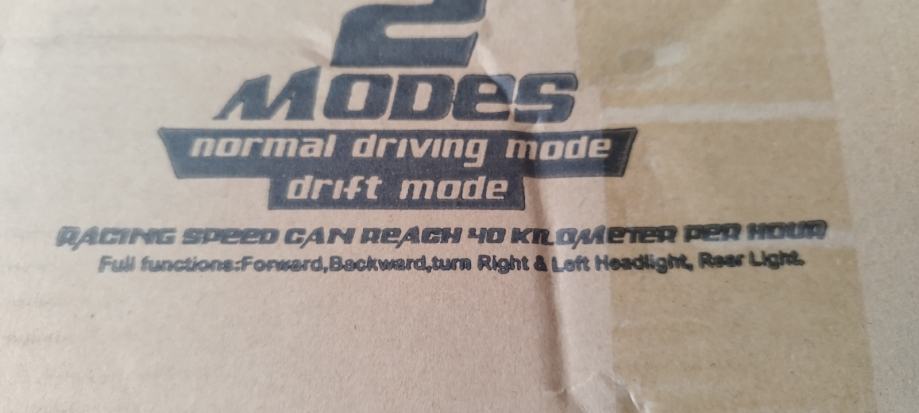 2
MODES
normal driving mode
drift mode
RACING SPEED CAN REACH 40 KILOMETER PER HOUR
Full functions:Forward,Backward,turn Right & Left Headlight, Rear Light.